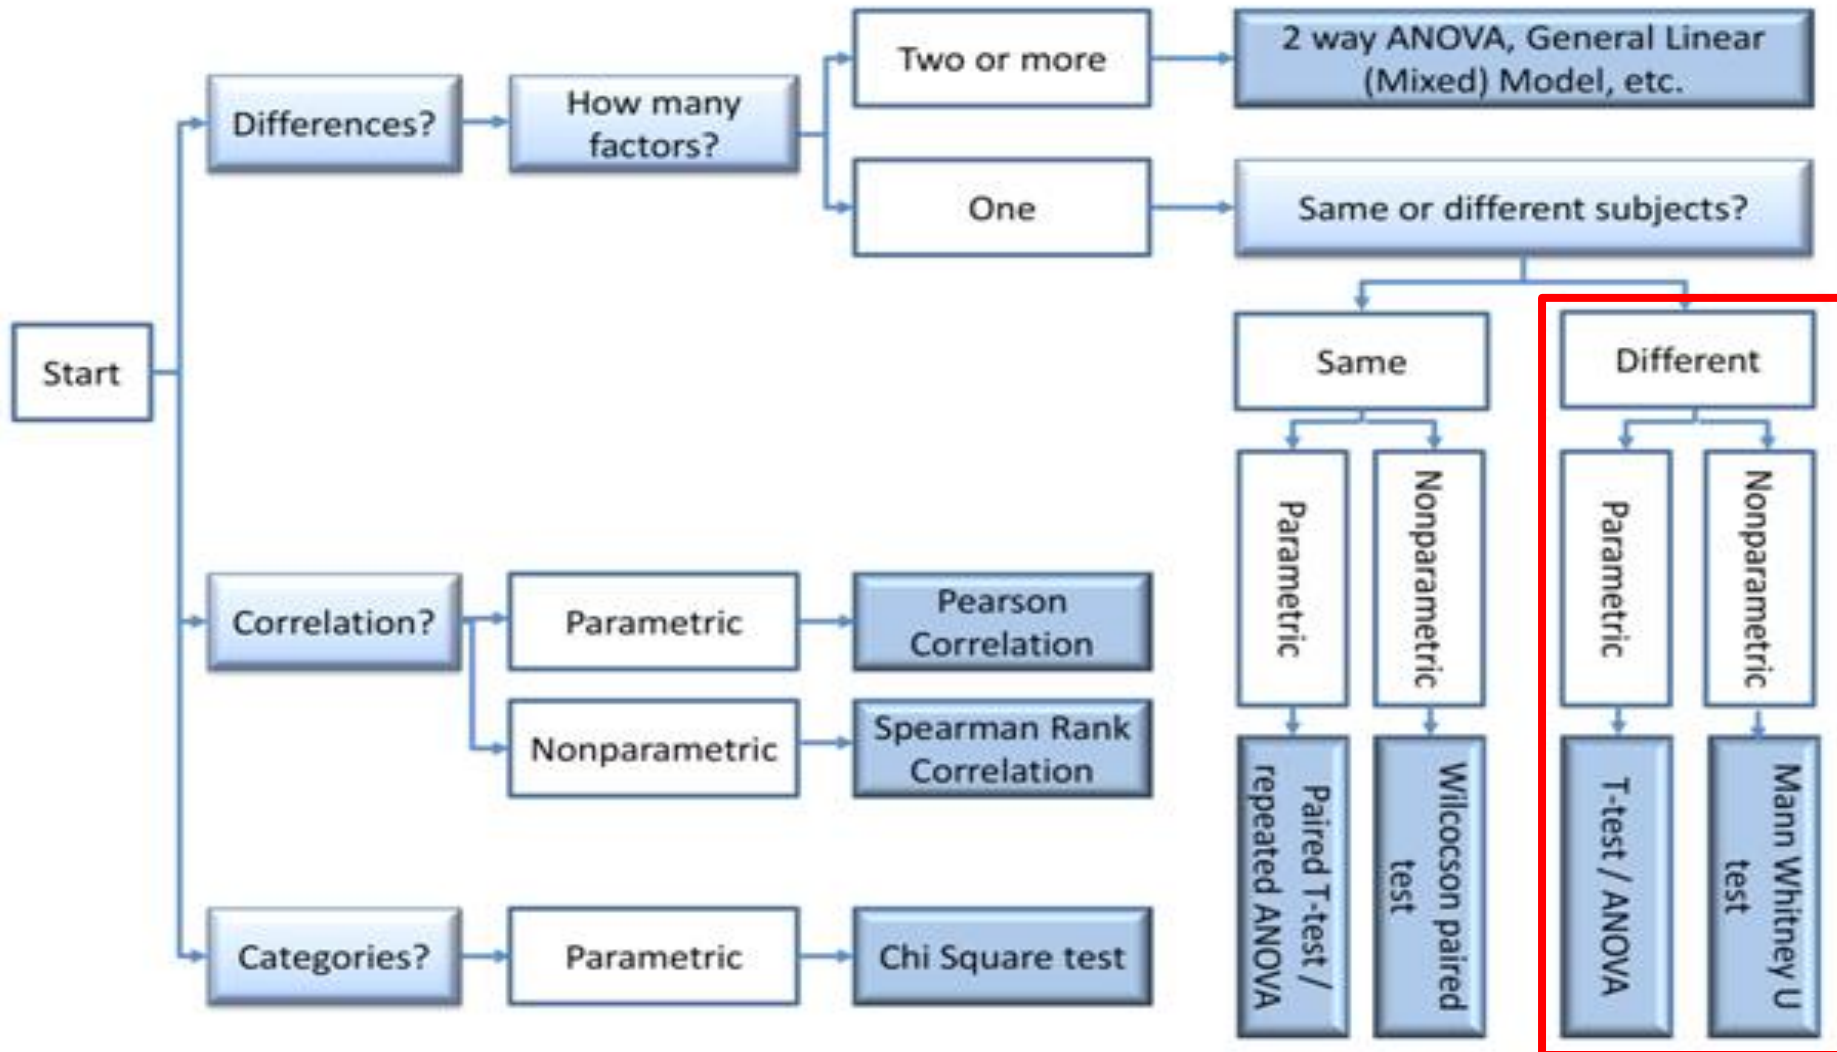 Start
Differences?
How many
factors?
Two or more
2 way ANOVA, General Linear
(Mixed) Model, etc.
One
Same or different subjects?
Same
Different
Parametric
Nonparametric
Parametric
Nonparametric
Paired T-test /
repeated ANOVA
Wilcocson paired
test
T-test / ANOVA
Mann Whitney U
test
Correlation?
Parametric
Pearson
Correlation
Nonparametric
Spearman Rank
Correlation
Categories?
Parametric
Chi Square test